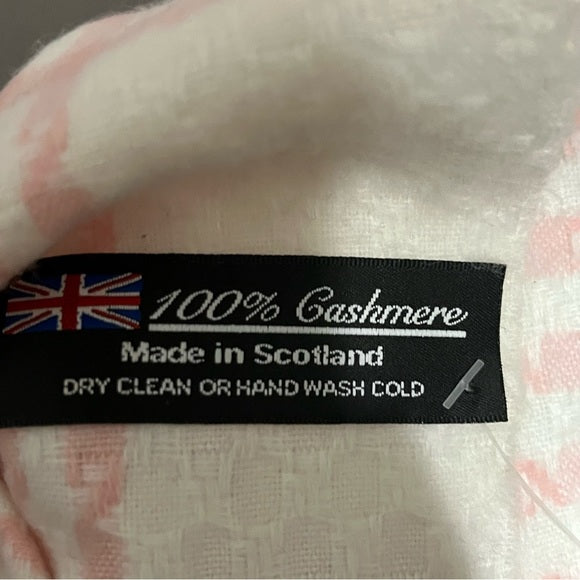 100% Cashmere
Made in Scotland
DRY CLEAN OR HAND WASH COLD